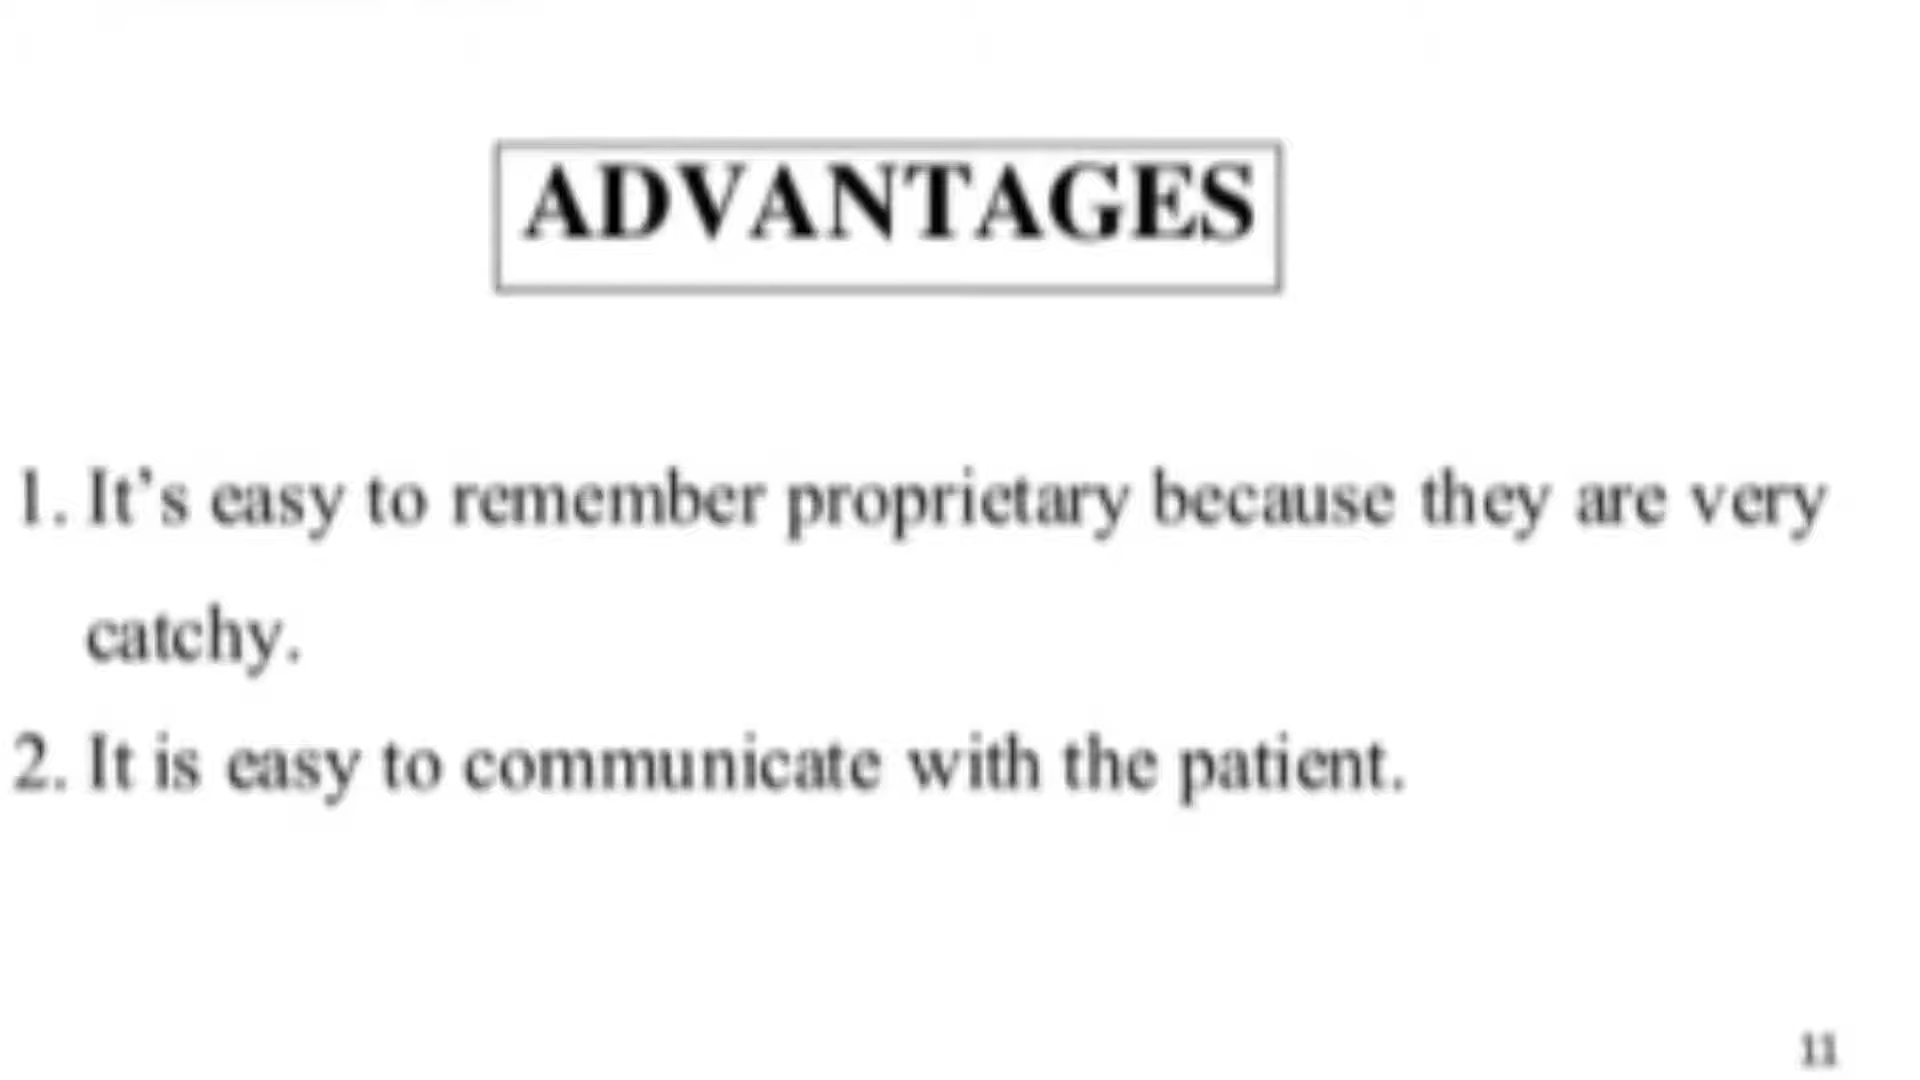 ADVANTAGES
1. It's easy to remember proprietary because they are very
catchy.
2. It is easy to communicate with the patient.
11